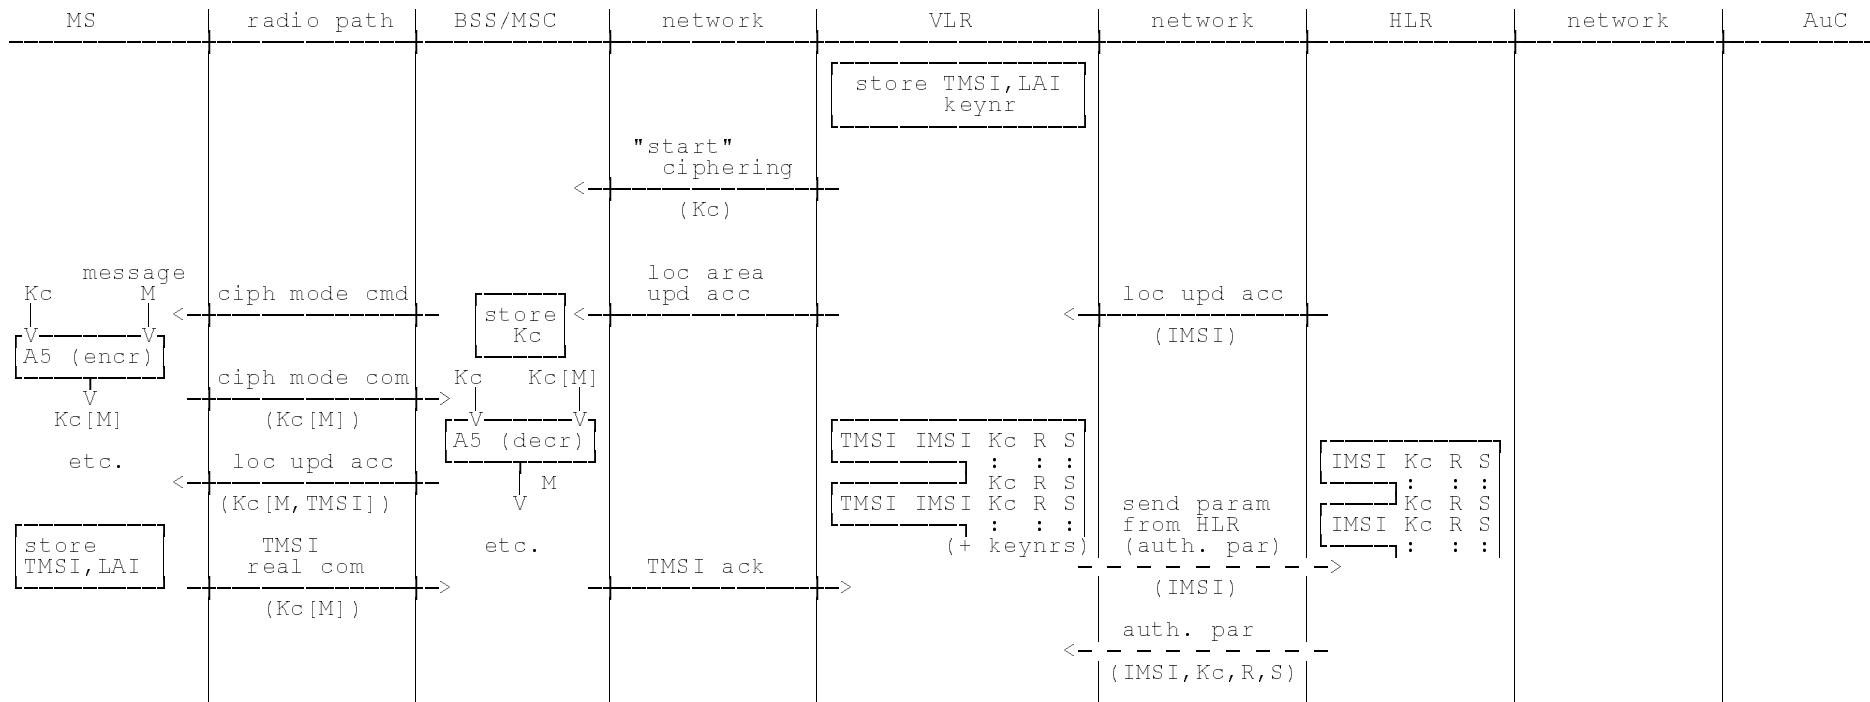 MS radio path BSS/MSC network VLR network HLR network AuC
store TMSI,LAI
keynr
"start"
ciphering
<
(Kc)
message loc area
Kc M ciph mode cmd upd acc loc upd acc
< store < <
V V Kc (IMSI)
A5 (encr)
ciph mode com Kc Kc[M]
V >
Kc[M] (Kc[M]) V V
A5 (decr) TMSI IMSI Kc R S
etc. loc upd acc : : : IMSI Kc R S
< M Kc R S : : :
(Kc[M,TMSI]) V TMSI IMSI Kc R S send param Kc R S
: : : from HLR IMSI Kc R S
store TMSI etc. (+ keynrs) (auth. par) : : :
TMSI,LAI real com TMSI ack >
> > (IMSI)
(Kc[M])
auth. par
<
(IMSI,Kc,R,S)